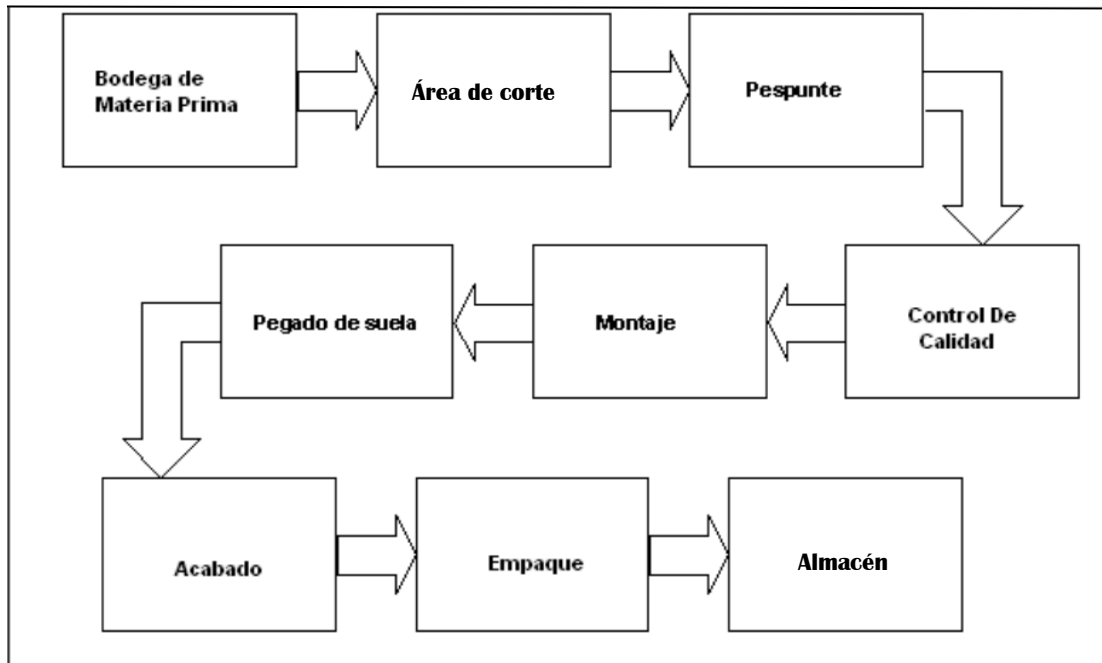 Bodega de
Materia Prima
Área de corte
Pespunte
Control De
Calidad
Montaje
Pegado de suela
Acabado
Empaque
Almacén